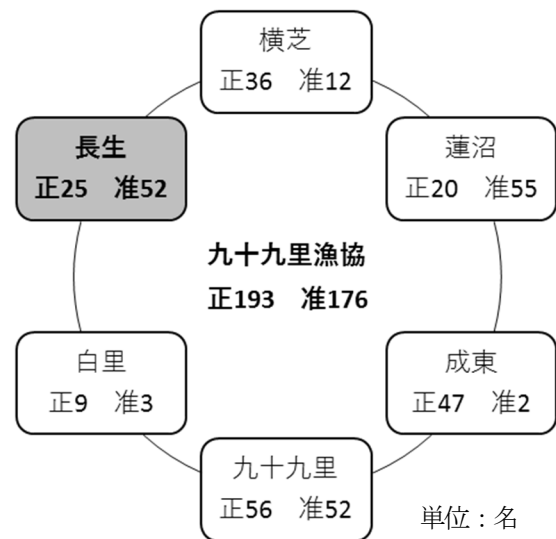 横芝
正36　准12
長生
正25　准52
蓮沼
正20　准55
九十九里漁協
正193　准176
白里
正9　准3
成東
正47　准2
九十九里
正56　准52
単位：名